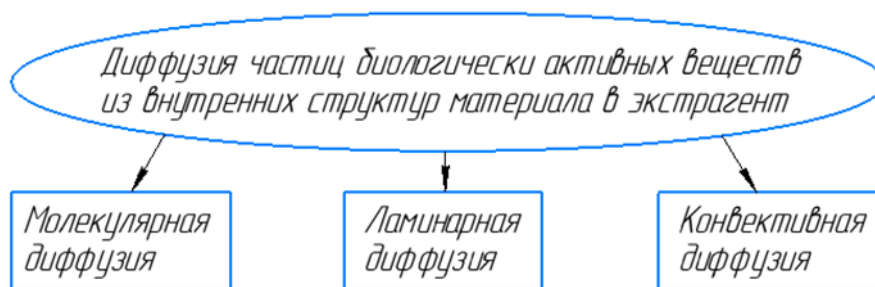 Диффузия частиц биологически активных веществ
из внутренних структур материала в экстрагент
Молекулярная
диффузия
Ламинарная
диффузия
Конвективная
диффузия